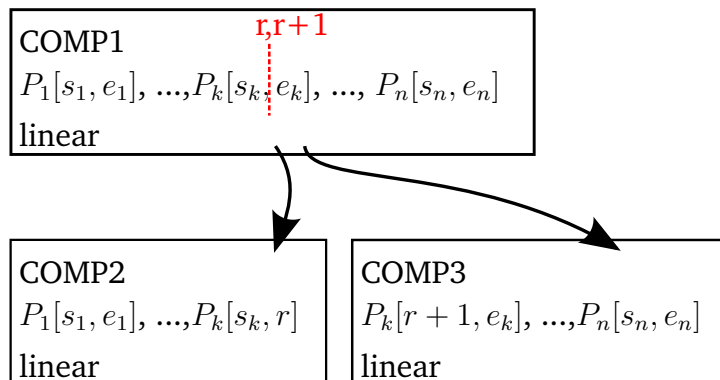 r,r+1
COMP1
P₁[s₁, e₁], ...,Pₖ[sₖ, eₖ], ..., Pₙ[sₙ, eₙ]
linear
COMP2
P₁[s₁, e₁], ...,Pₖ[sₖ, r]
linear
COMP3
Pₖ[r + 1, eₖ], ...,Pₙ[sₙ, eₙ]
linear